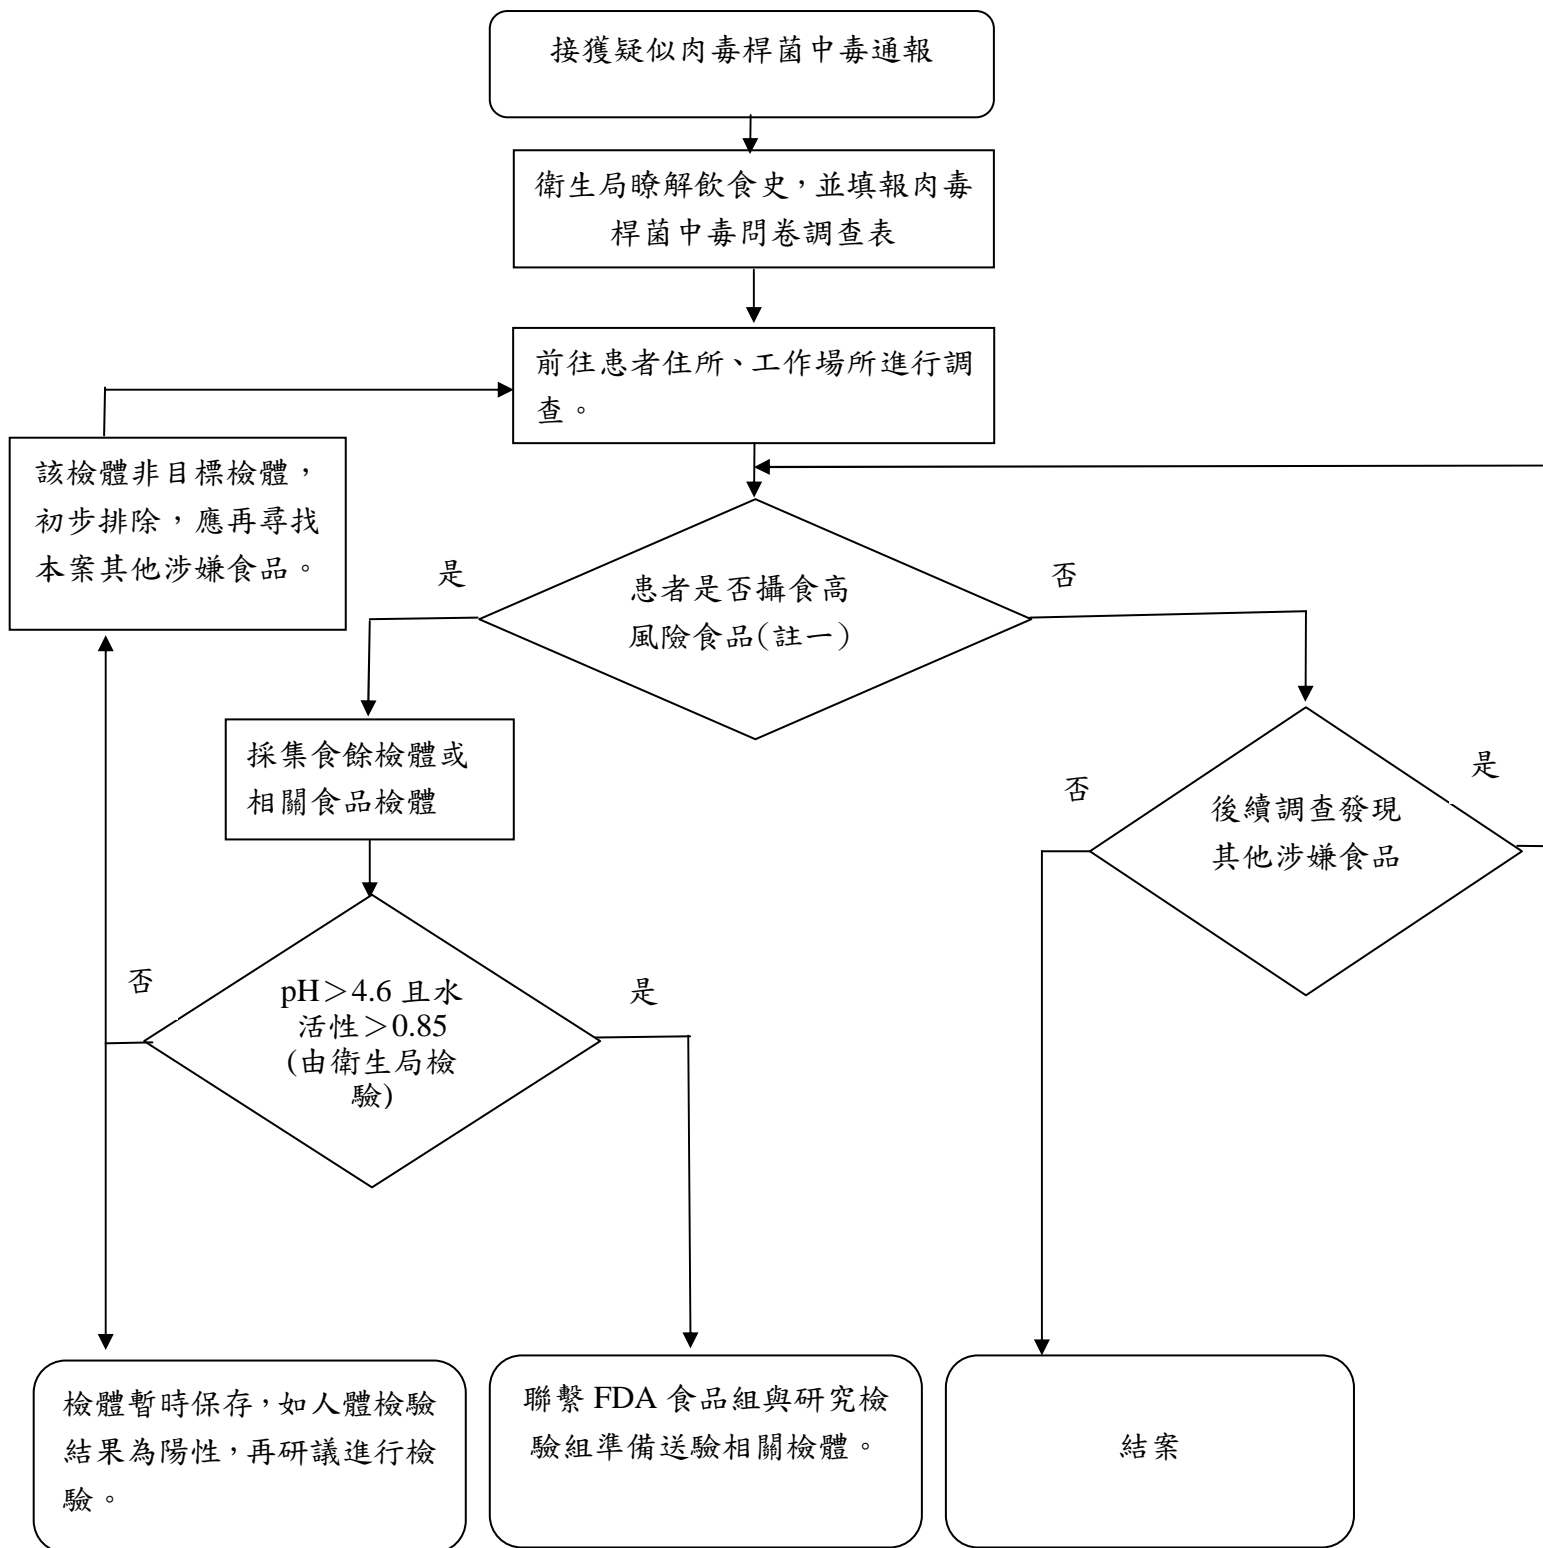 接獲疑似肉毒桿菌中毒通報
衛生局瞭解飲食史，並填報肉毒
桿菌中毒問卷調查表
前往患者住所、工作場所進行調
查。
該檢體非目標檢體，
初步排除，應再尋找
本案其他涉嫌食品。
是
否
患者是否攝食高
風險食品(註一)
採集食餘檢體或
相關食品檢體
否
是
後續調查發現
其他涉嫌食品
否
是
pH＞4.6 且水
活性＞0.85
(由衛生局檢
驗)
檢體暫時保存，如人體檢驗
結果為陽性，再研議進行檢
驗。
聯繫 FDA 食品組與研究檢
驗組準備送驗相關檢體。
結案